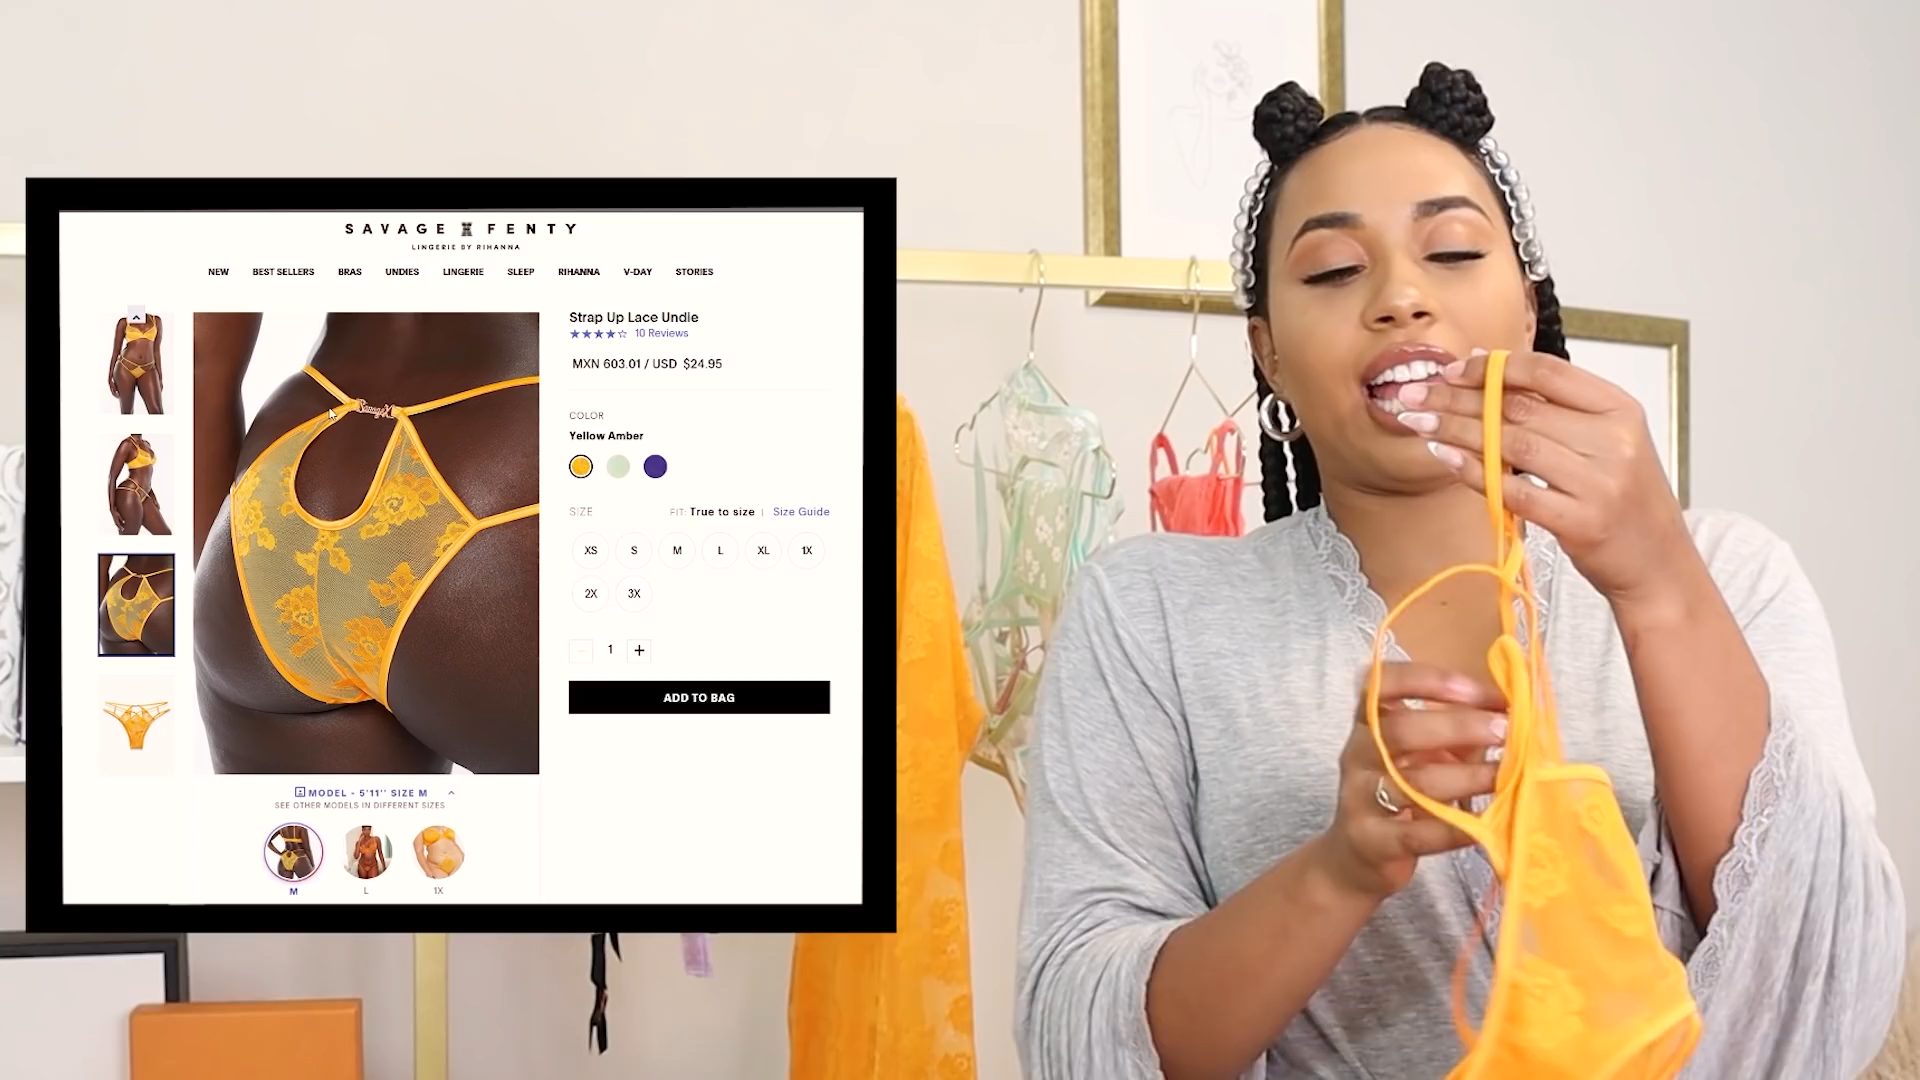 SAVAGE X FENTY
LINGERIE BY RIHANNA
NEW BEST SELLERS BRAS UNDIES LINGERIE SLEEP RIHANNA V-DAY STORIES
Strap Up Lace Undie
10 Reviews
MXN 603.01 / USD $24.95
COLOR
Yellow Amber
SIZE FIT: True to size | Size Guide
XS S M L XL 1X
2X 3X
- 1 +
ADD TO BAG
SavageX
MODEL - 5'11'' SIZE M
SEE OTHER MODELS IN DIFFERENT SIZES
M L 1X